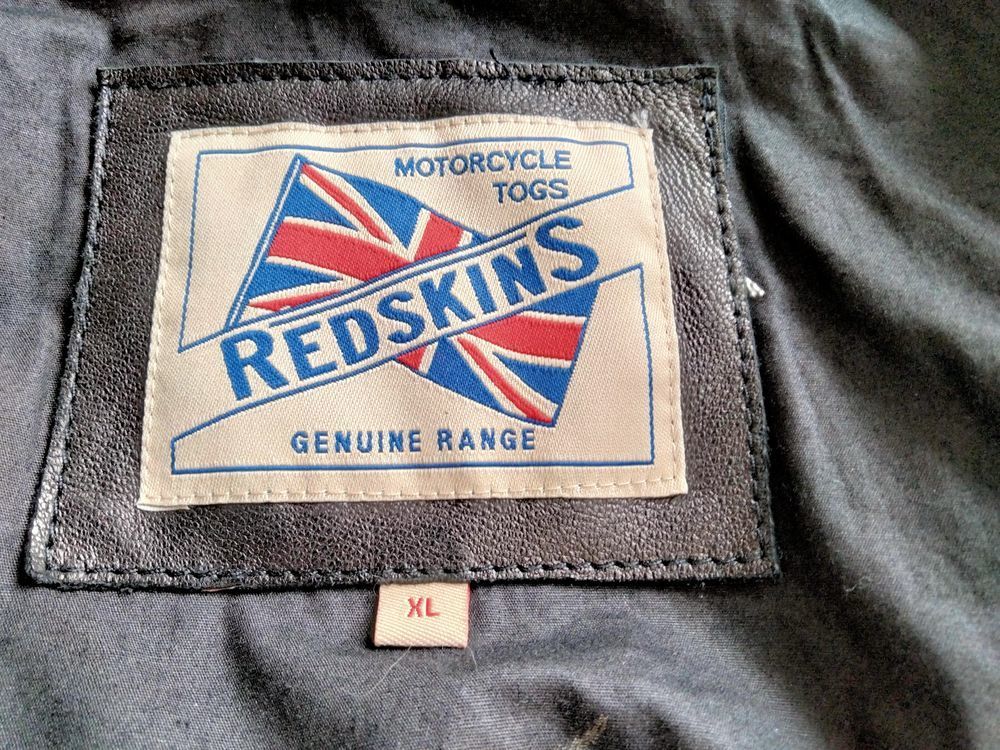 MOTORCYCLE
TOGS
REDSKINS
GENUINE RANGE
XL